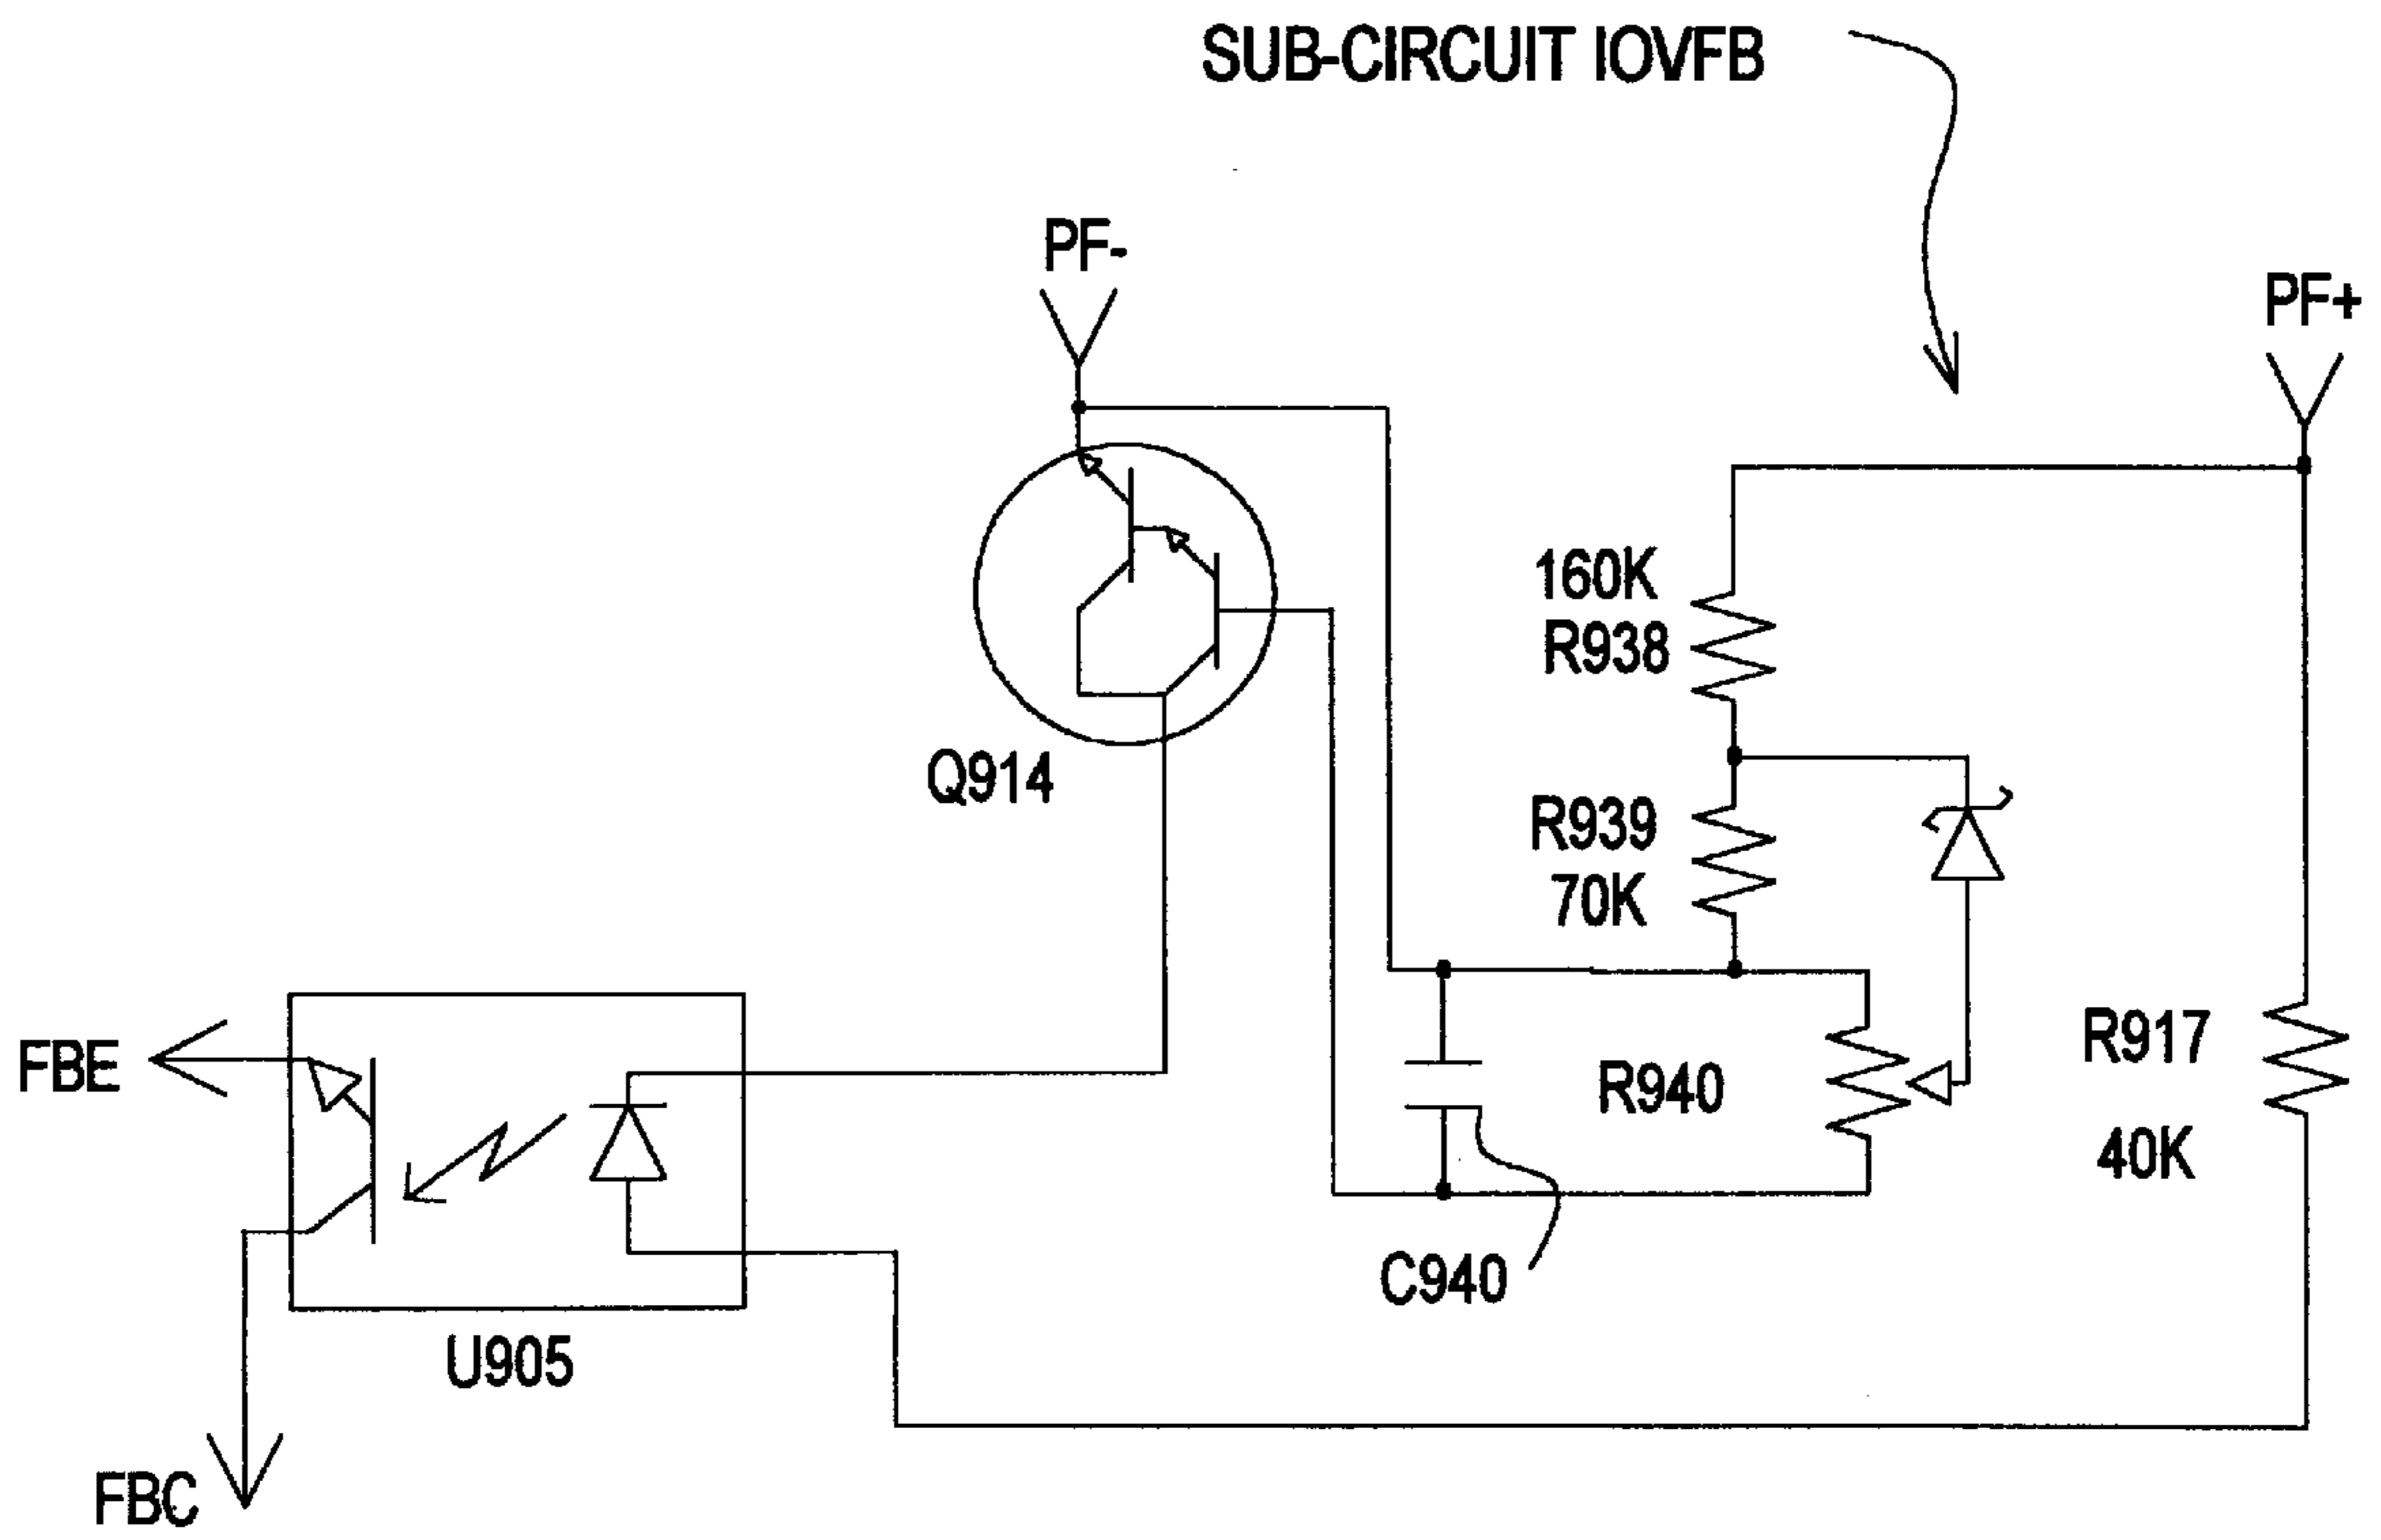 SUB-CIRCUIT IOVFB
PF-
PF+
160K
R938
Q914
R939
70K
FBE
R940
R917
40K
C940
U905
FBC